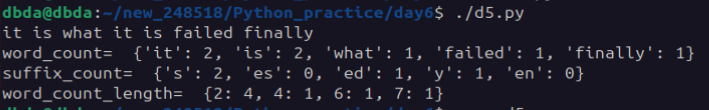 dbda@dbda:~/new_248518/Python_practice/day6$ ./d5.py
it is what it is failed finally
word_count=  {'it': 2, 'is': 2, 'what': 1, 'failed': 1, 'finally': 1}
suffix_count=  {'s': 2, 'es': 0, 'ed': 1, 'y': 1, 'en': 0}
word_count_length=  {2: 4, 4: 1, 6: 1, 7: 1}